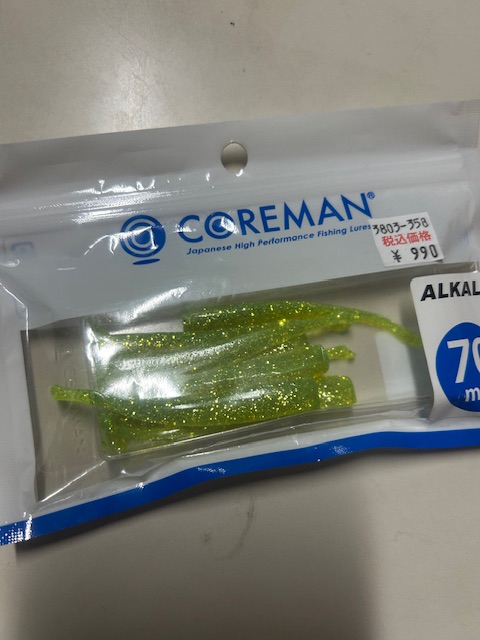 COREMAN®
Japanese High Performance Fishing Lures
3803-358
税込価格
¥ 990
ALKAL
70
m